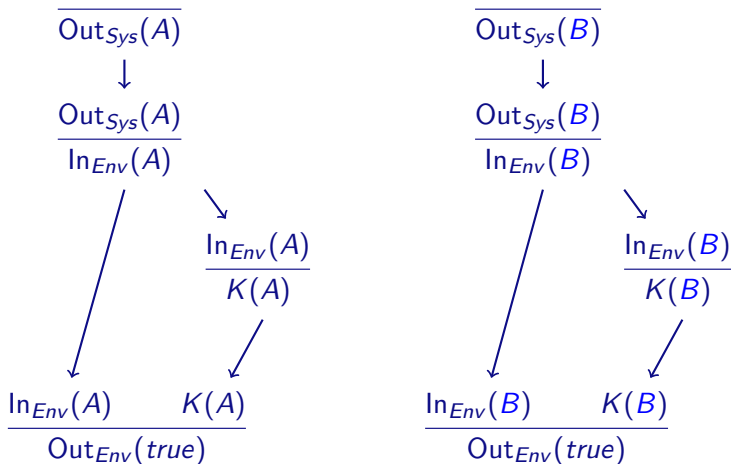 Out_Sys(A) Out_Sys(B)
Out_Sys(A) Out_Sys(B)
In_Env(A) In_Env(B)
In_Env(A) In_Env(B)
K(A) K(B)
In_Env(A) K(A) In_Env(B) K(B)
Out_Env(true) Out_Env(true)